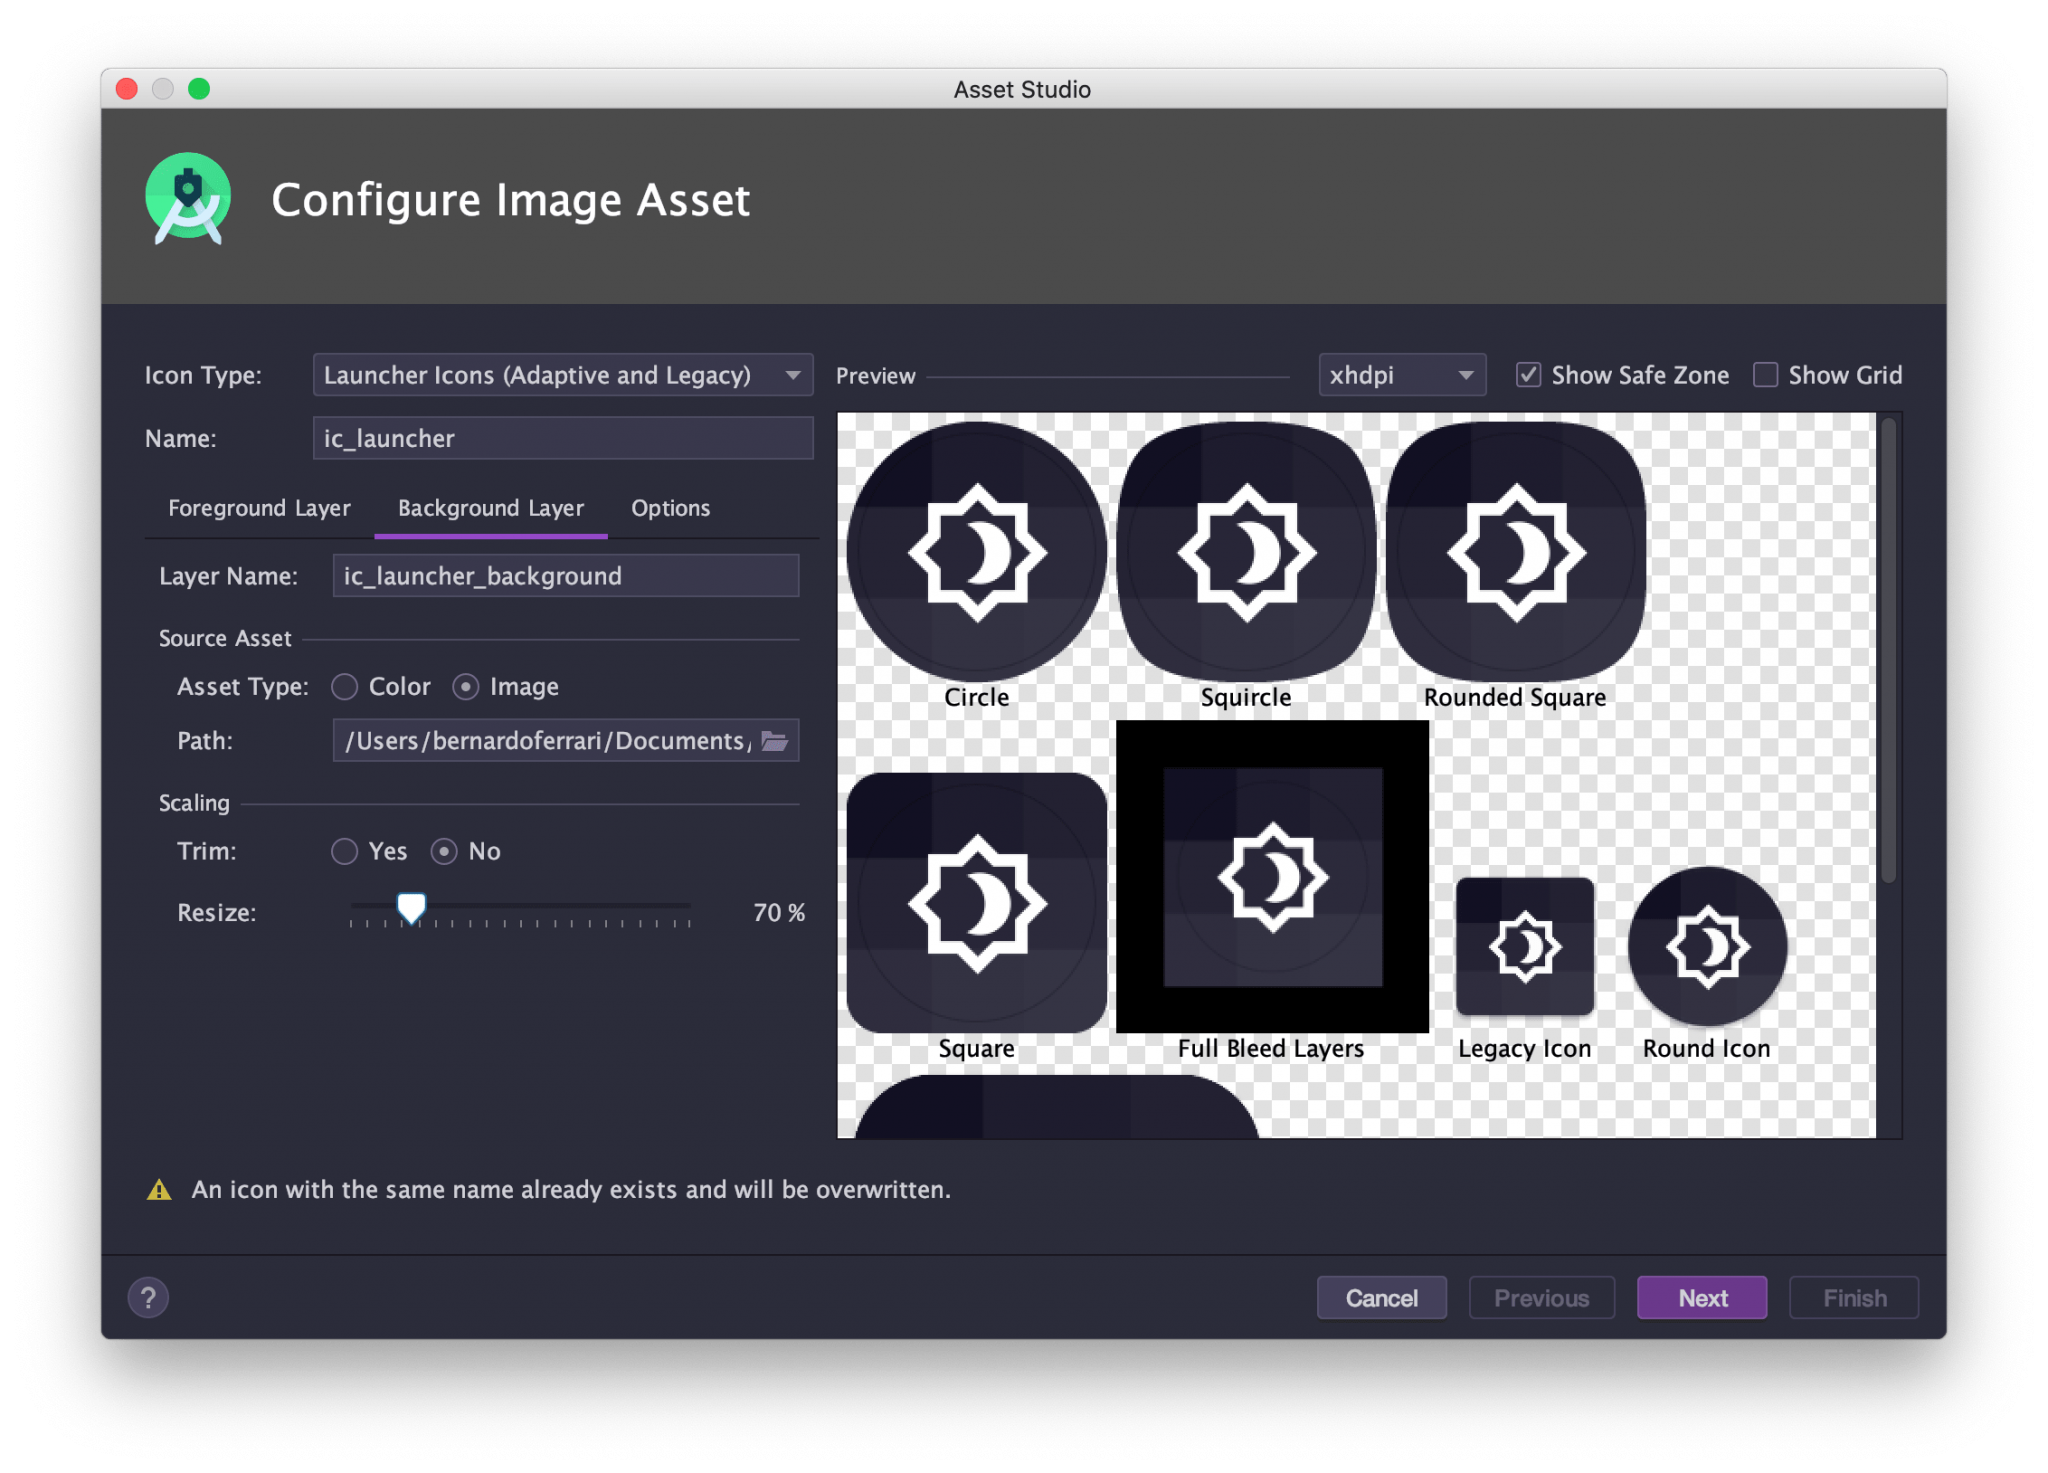 Asset Studio
Configure Image Asset
Icon Type: Launcher Icons (Adaptive and Legacy)
Name: ic_launcher
Foreground Layer Background Layer Options
Layer Name: ic_launcher_background
Source Asset
Asset Type: Color Image
Path: /Users/bernardoferrari/Documents/
Scaling
Trim: Yes No
Resize: 70 %
Preview xhdpi Show Safe Zone Show Grid
Circle Squircle Rounded Square
Square Full Bleed Layers Legacy Icon Round Icon
An icon with the same name already exists and will be overwritten.
? Cancel Previous Next Finish